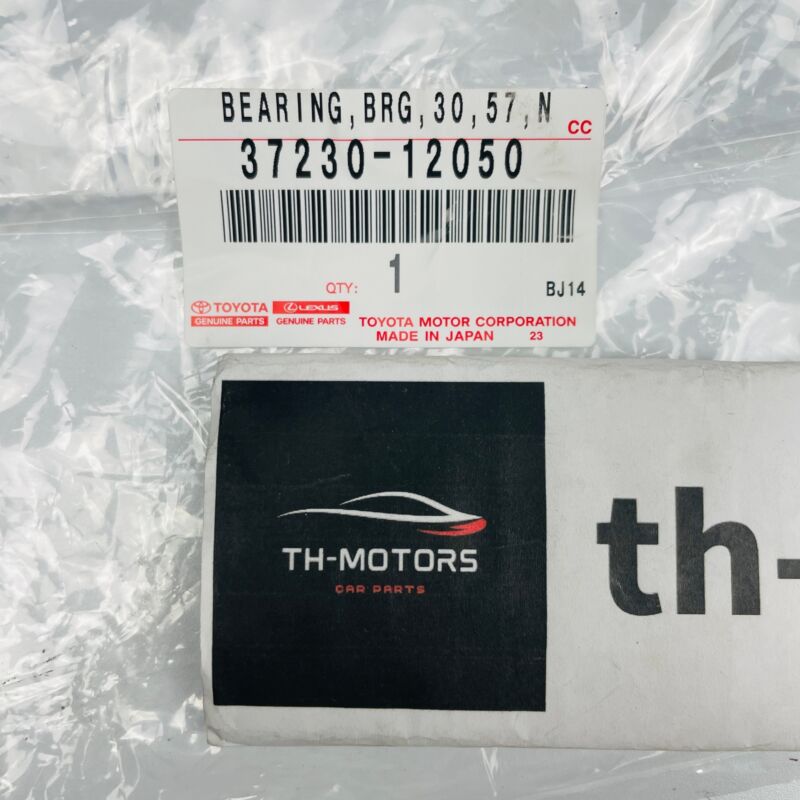 BEARING,BRG,30,57,N
CC
37230-12050
QTY: 1
BJ14
TOYOTA
GENUINE PARTS
LEXUS
GENUINE PARTS
TOYOTA MOTOR CORPORATION
MADE IN JAPAN 23
TH-MOTORS
CAR PARTS
th-